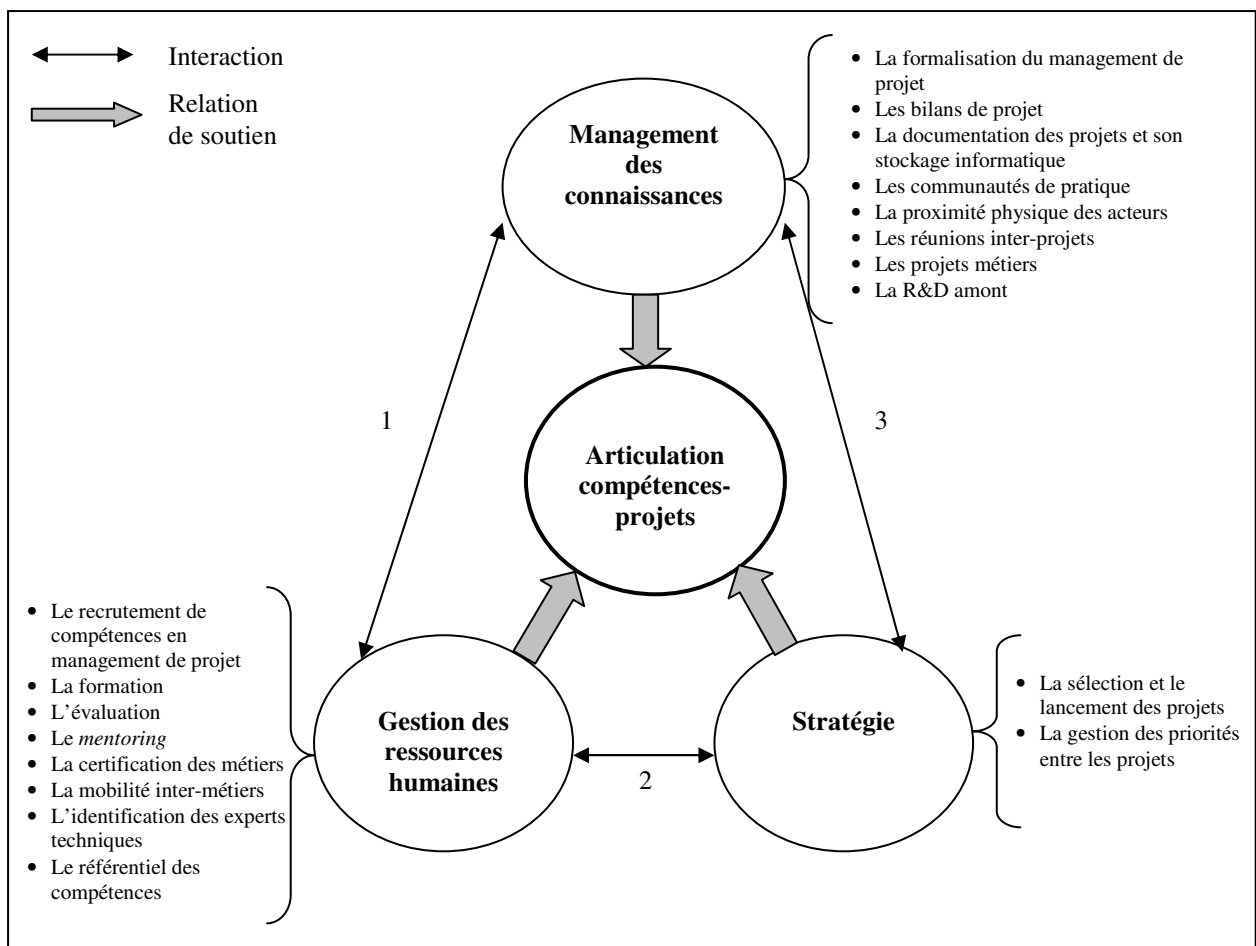 Interaction
Relation
de soutien
Management
des
connaissances
• La formalisation du management de
projet
• Les bilans de projet
• La documentation des projets et son
stockage informatique
• Les communautés de pratique
• La proximité physique des acteurs
• Les réunions inter-projets
• Les projets métiers
• La R&D amont
1
3
Articulation
compétences-
projets
• Le recrutement de
compétences en
management de projet
• La formation
• L’évaluation
• Le mentoring
• La certification des métiers
• La mobilité inter-métiers
• L’identification des experts
techniques
• Le référentiel des
compétences
Gestion des
ressources
humaines
2
Stratégie
• La sélection et le
lancement des projets
• La gestion des priorités
entre les projets